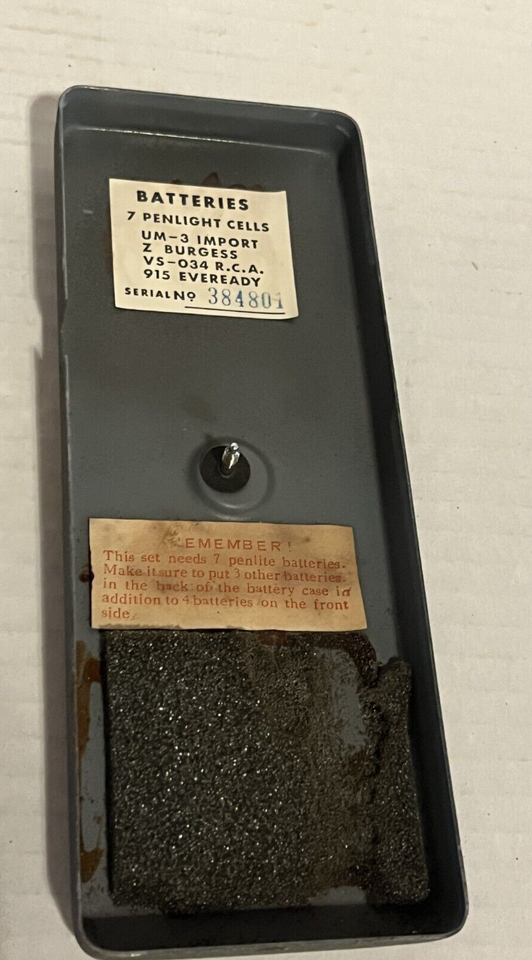 BATTERIES
7 PENLIGHT CELLS
UM-3 IMPORT
Z BURGESS
VS-034 R.C.A.
915 EVEREADY
SERIAL Nº 384801
EMEMBER!
This set needs 7 penlite batteries.
Make it sure to put 3 other batteries
in the back of the battery case in
addition to 4 batteries on the front
side.